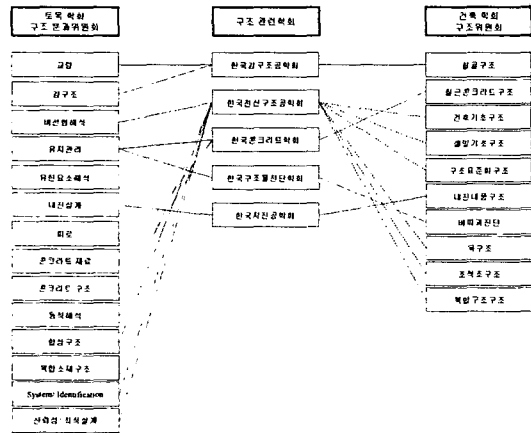 토목 학회
구조 분과위원회
교량
강구조
비선형해석
유지관리
유한요소해석
내진설계
피로
콘크리트 재료
콘크리트 구조
동적해석
합성구조
복합소재구조
System Identification
신뢰성·최적설계
구조 관련학회
한국강구조공학회
한국전산구조공학회
한국콘크리트학회
한국구조물진단학회
한국지진공학회
건축 학회
구조위원회
철골구조
철근콘크리트구조
건축기초구조
구조표준화구조
내진내풍구조
비파괴진단
목구조
조적조구조
복합구조구조